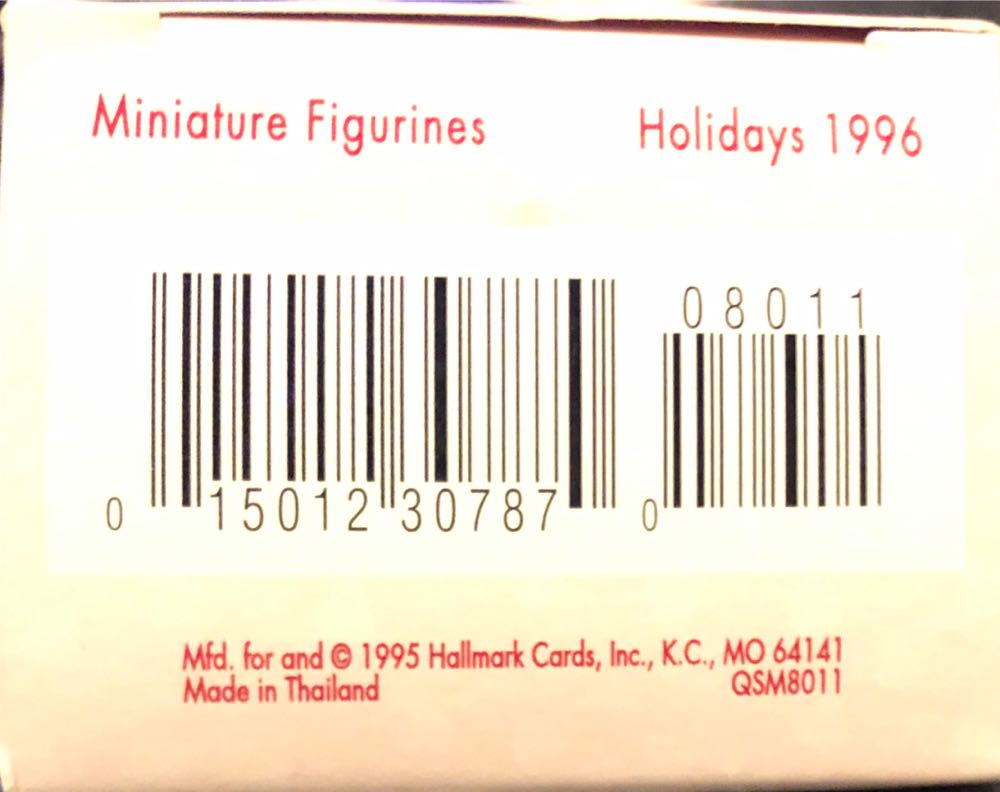 Miniature Figurines Holidays 1996
08011
0 15012 30787 0
Mfd. for and © 1995 Hallmark Cards, Inc., K.C., MO 64141
Made in Thailand QSM8011